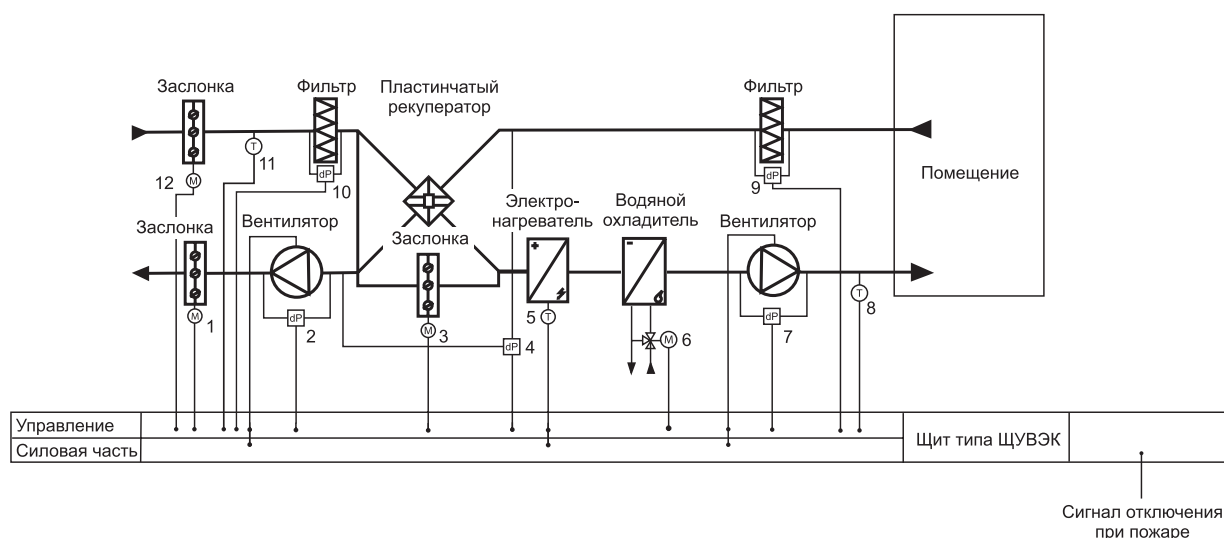 Заслонка
Фильтр
Пластинчатый
рекуператор
Фильтр
T
11
M
12
dP
10
dP
9
Помещение
Заслонка
Вентилятор
Заслонка
Электро-
нагреватель
Водяной
охладитель
Вентилятор
+
-
M
1
dP
2
M
3
dP
4
T
5
M
6
dP
7
T
8
Управление
Силовая часть
Щит типа ЩУВЭК
Сигнал отключения
при пожаре